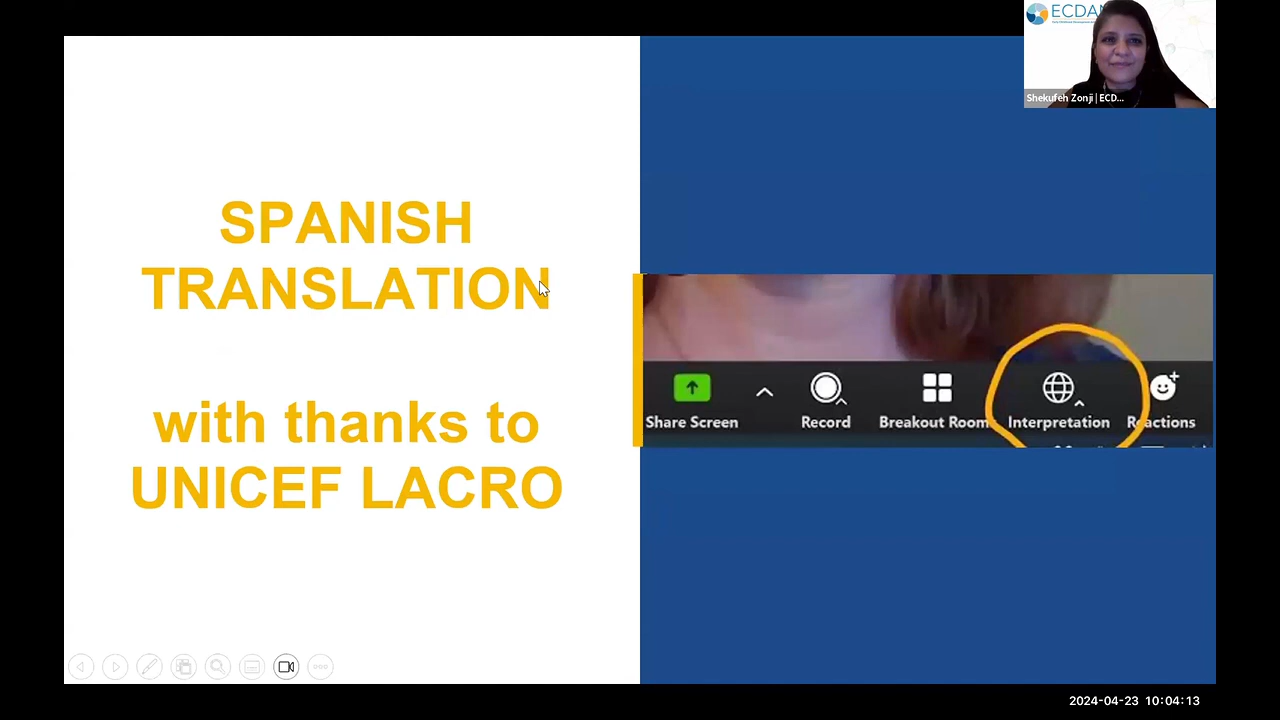 ECDAN
Shekufeh Zonji | ECD...
SPANISH
TRANSLATION
with thanks to
UNICEF LACRO
Share Screen
Record
Breakout Room
Interpretation
Reactions
2024-04-23 10:04:13